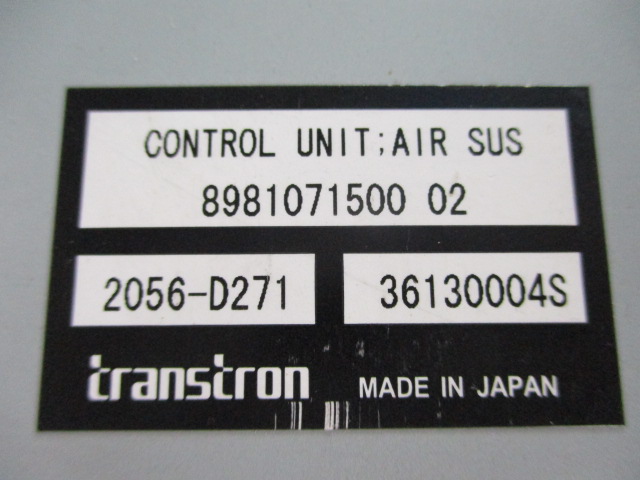 CONTROL UNIT;AIR SUS
8981071500 02
2056-D271 36130004S
transtron MADE IN JAPAN